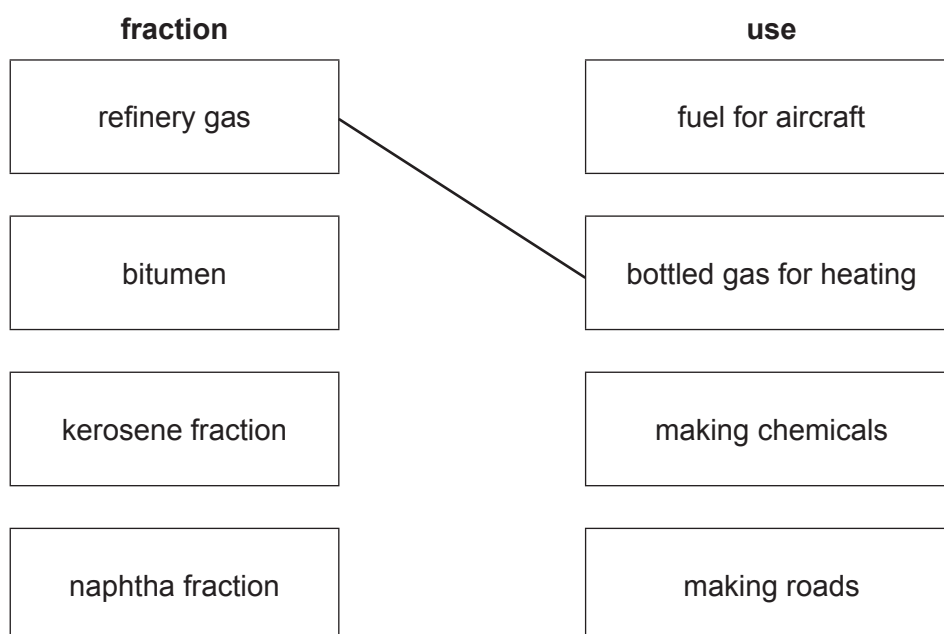 fraction
use
refinery gas
fuel for aircraft
bitumen
bottled gas for heating
kerosene fraction
making chemicals
naphtha fraction
making roads